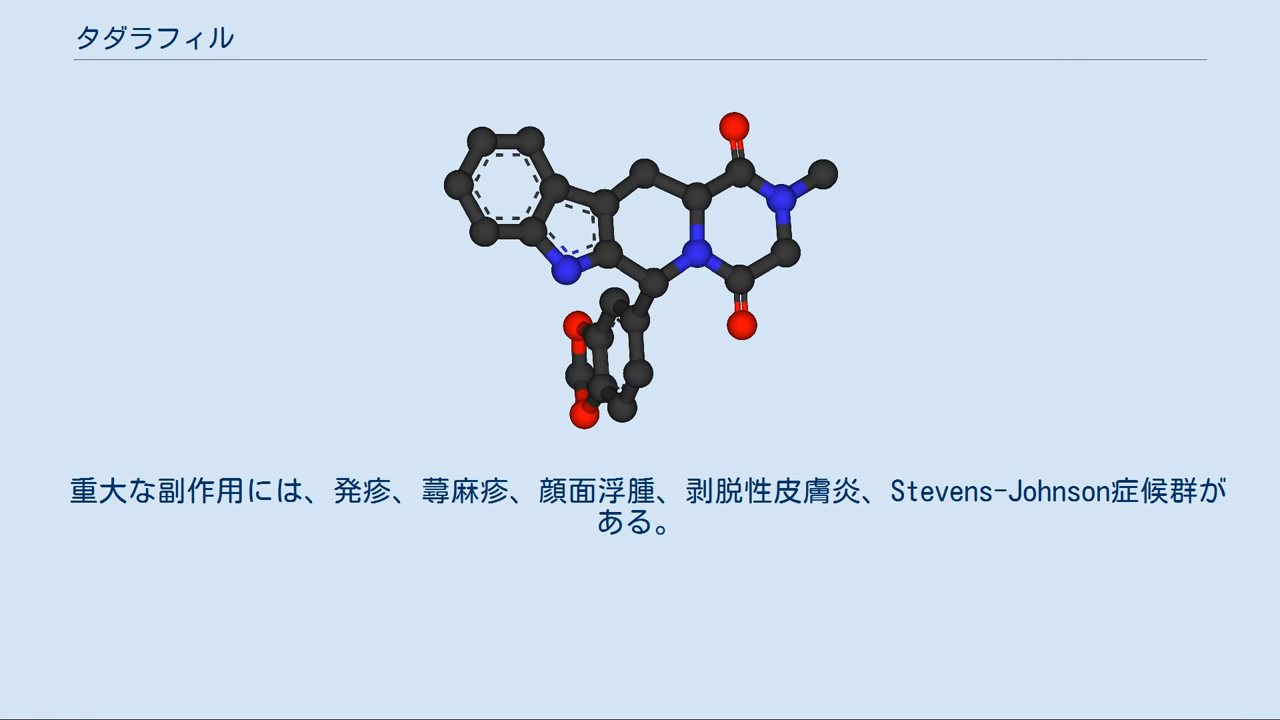 タダラフィル
重大な副作用には、発疹、蕁麻疹、顔面浮腫、剥脱性皮膚炎、Stevens-Johnson症候群が
ある。